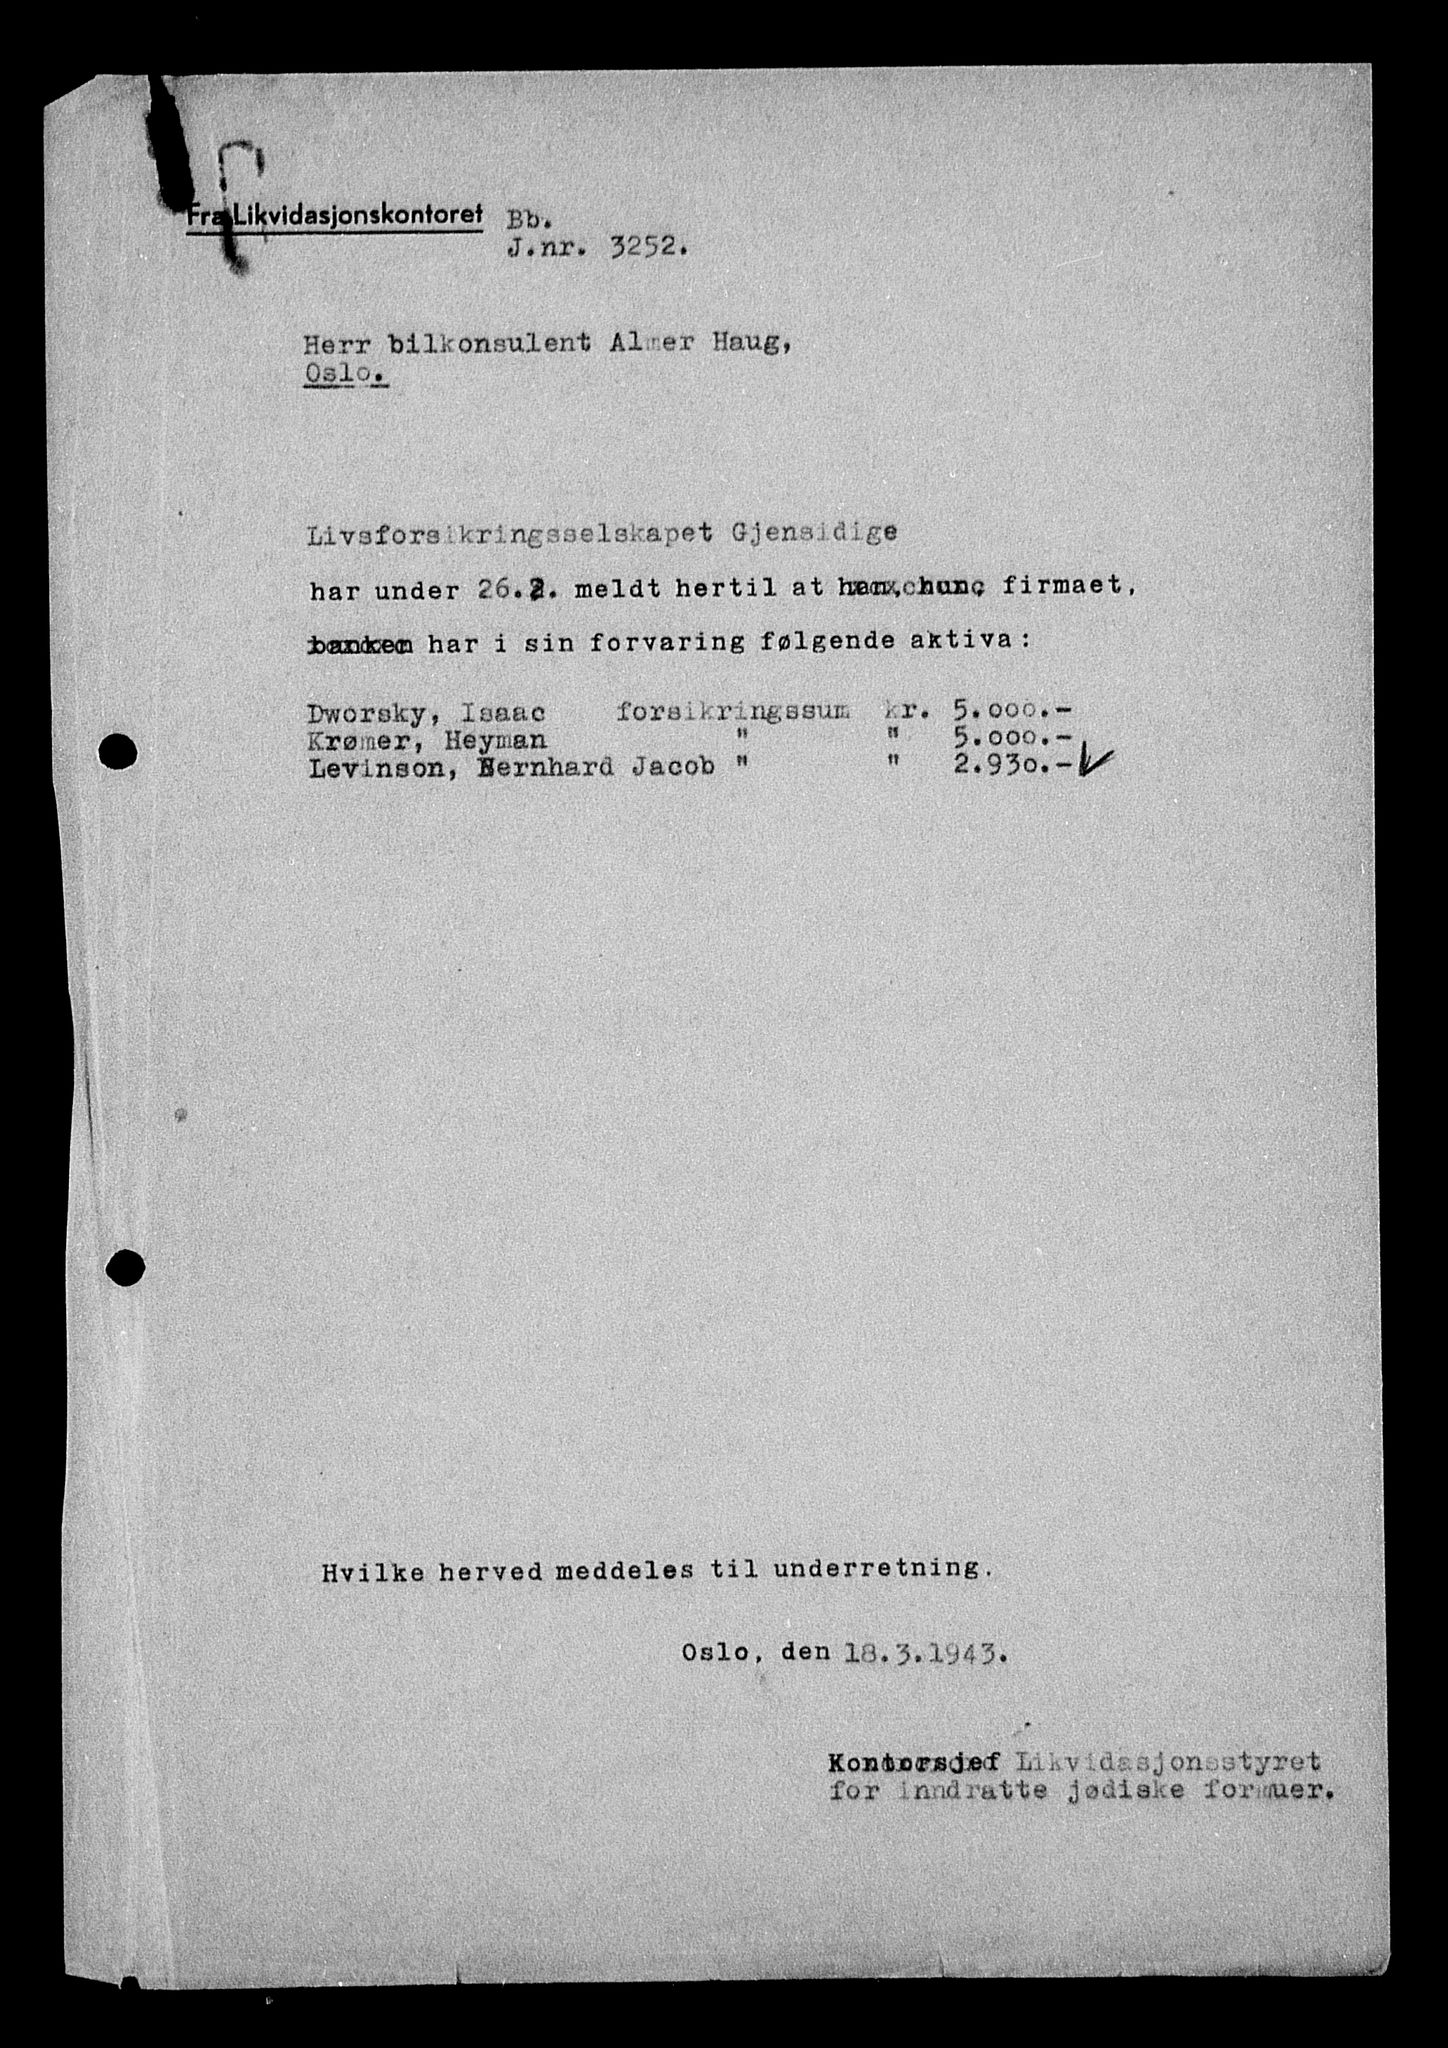 Fra Likvidasjonskontoret Bb.
J.nr. 3252.
Herr bilkonsulent Almer Haug,
Oslo.
Livsforsikringsselskapet Gjensidige
har under 26.2. meldt hertil at han, hun, firmaet,
banken har i sin forvaring følgende aktiva:
Dworsky, Isaac forsikringssum kr. 5.000.-
Krømer, Heyman " " 5.000.-
Levinson, Bernhard Jacob " " 2.930.-
Hvilke herved meddeles til underretning.
Oslo, den 18.3.1943.
Kontorsjef Likvidasjonsstyret
for inndratte jødiske formuer.